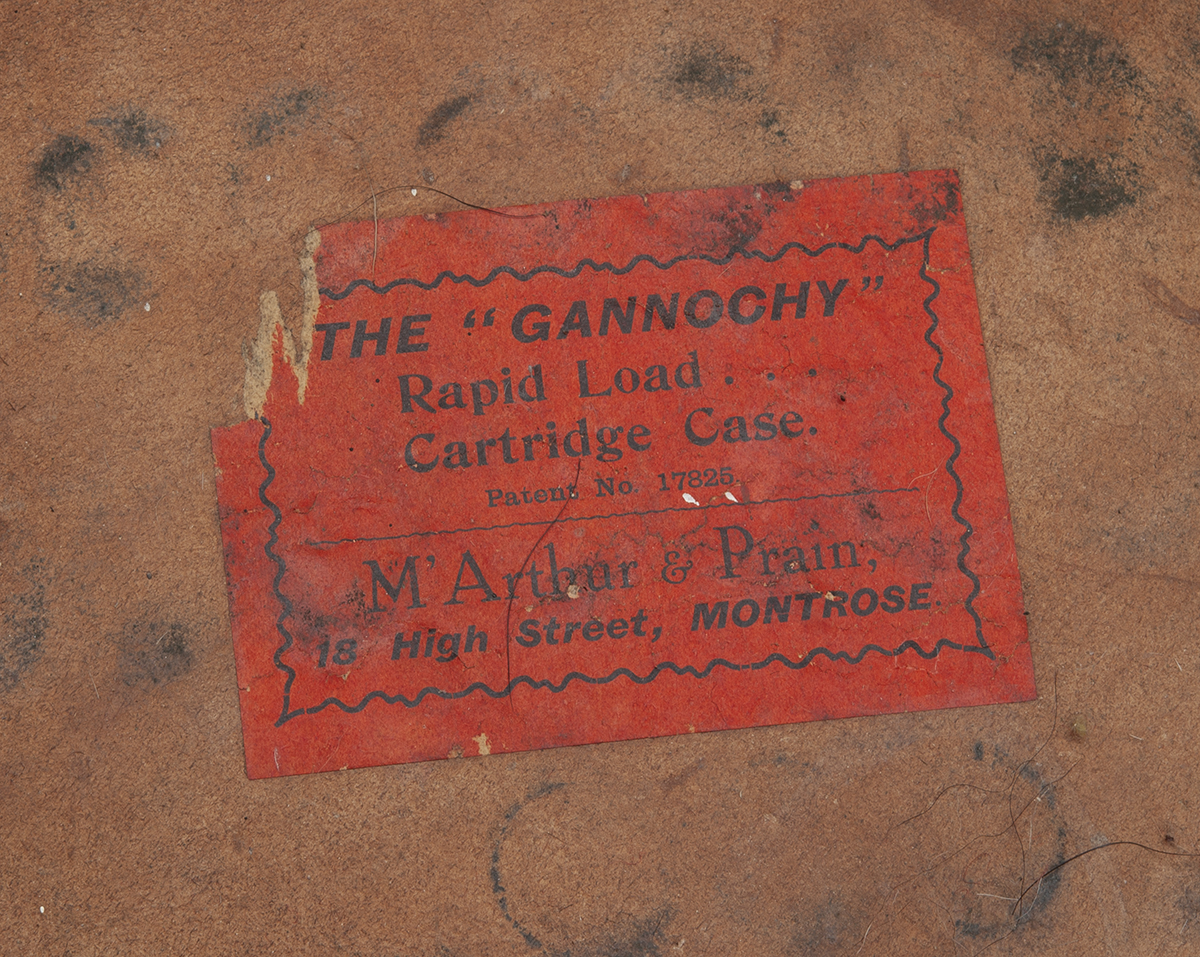 THE “GANNOCHY”
Rapid Load . . .
Cartridge Case.
Patent No. 17825.
M'Arthur & Prain,
18 High Street, MONTROSE.